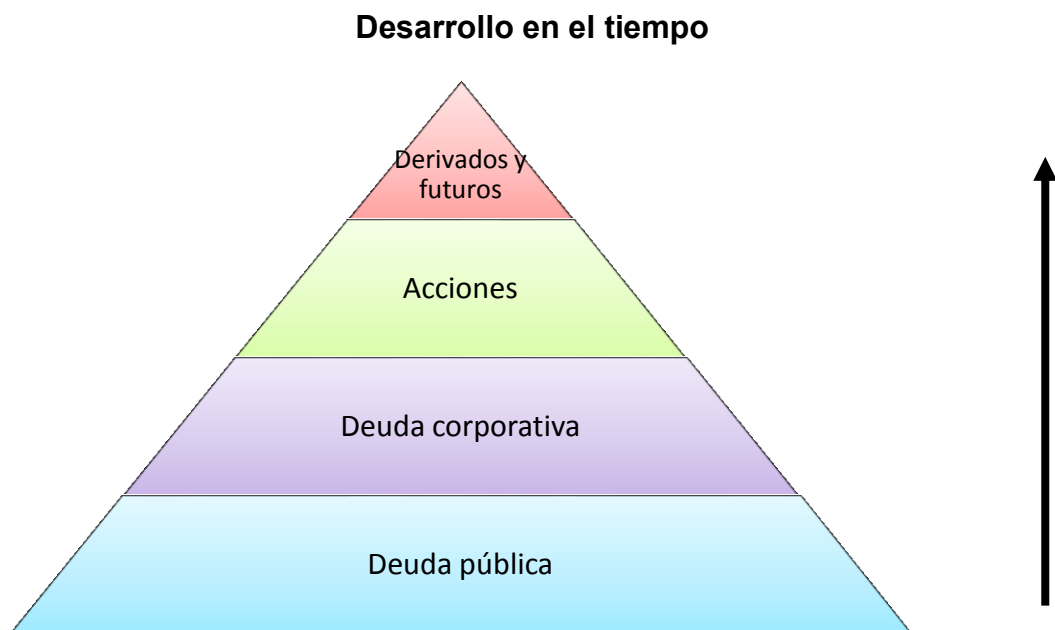 Desarrollo en el tiempo
Derivados y
futuros
Acciones
Deuda corporativa
Deuda pública